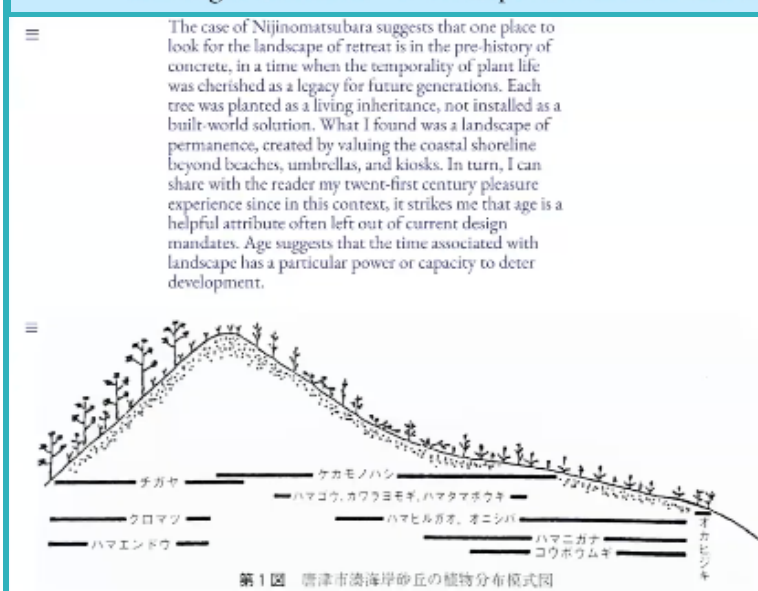 The case of Nijinomatsubara suggests that one place to
look for the landscape of retreat is in the pre-history of
concrete, in a time when the temporality of plant life
was cherished as a legacy for future generations. Each
tree was planted as a living inheritance, not installed as a
built-world solution. What I found was a landscape of
permanence, created by valuing the coastal shoreline
beyond beaches, umbrellas, and kiosks. In turn, I can
share with the reader my twent-first century pleasure
experience since in this context, it strikes me that age is a
helpful attribute often left out of current design
mandates. Age suggests that the time associated with
landscape has a particular power or capacity to deter
development.
チガヤ
ケカモノハシ
ハマゴウ, カワラヨモギ, ハマタマボウキ
クロマツ
ハマヒルガオ, オニシバ
ハマエンドウ
ハマニガナ
コウボウムギ
オカヒジキ
第1図 唐津市湊海岸砂丘の植物分布模式図